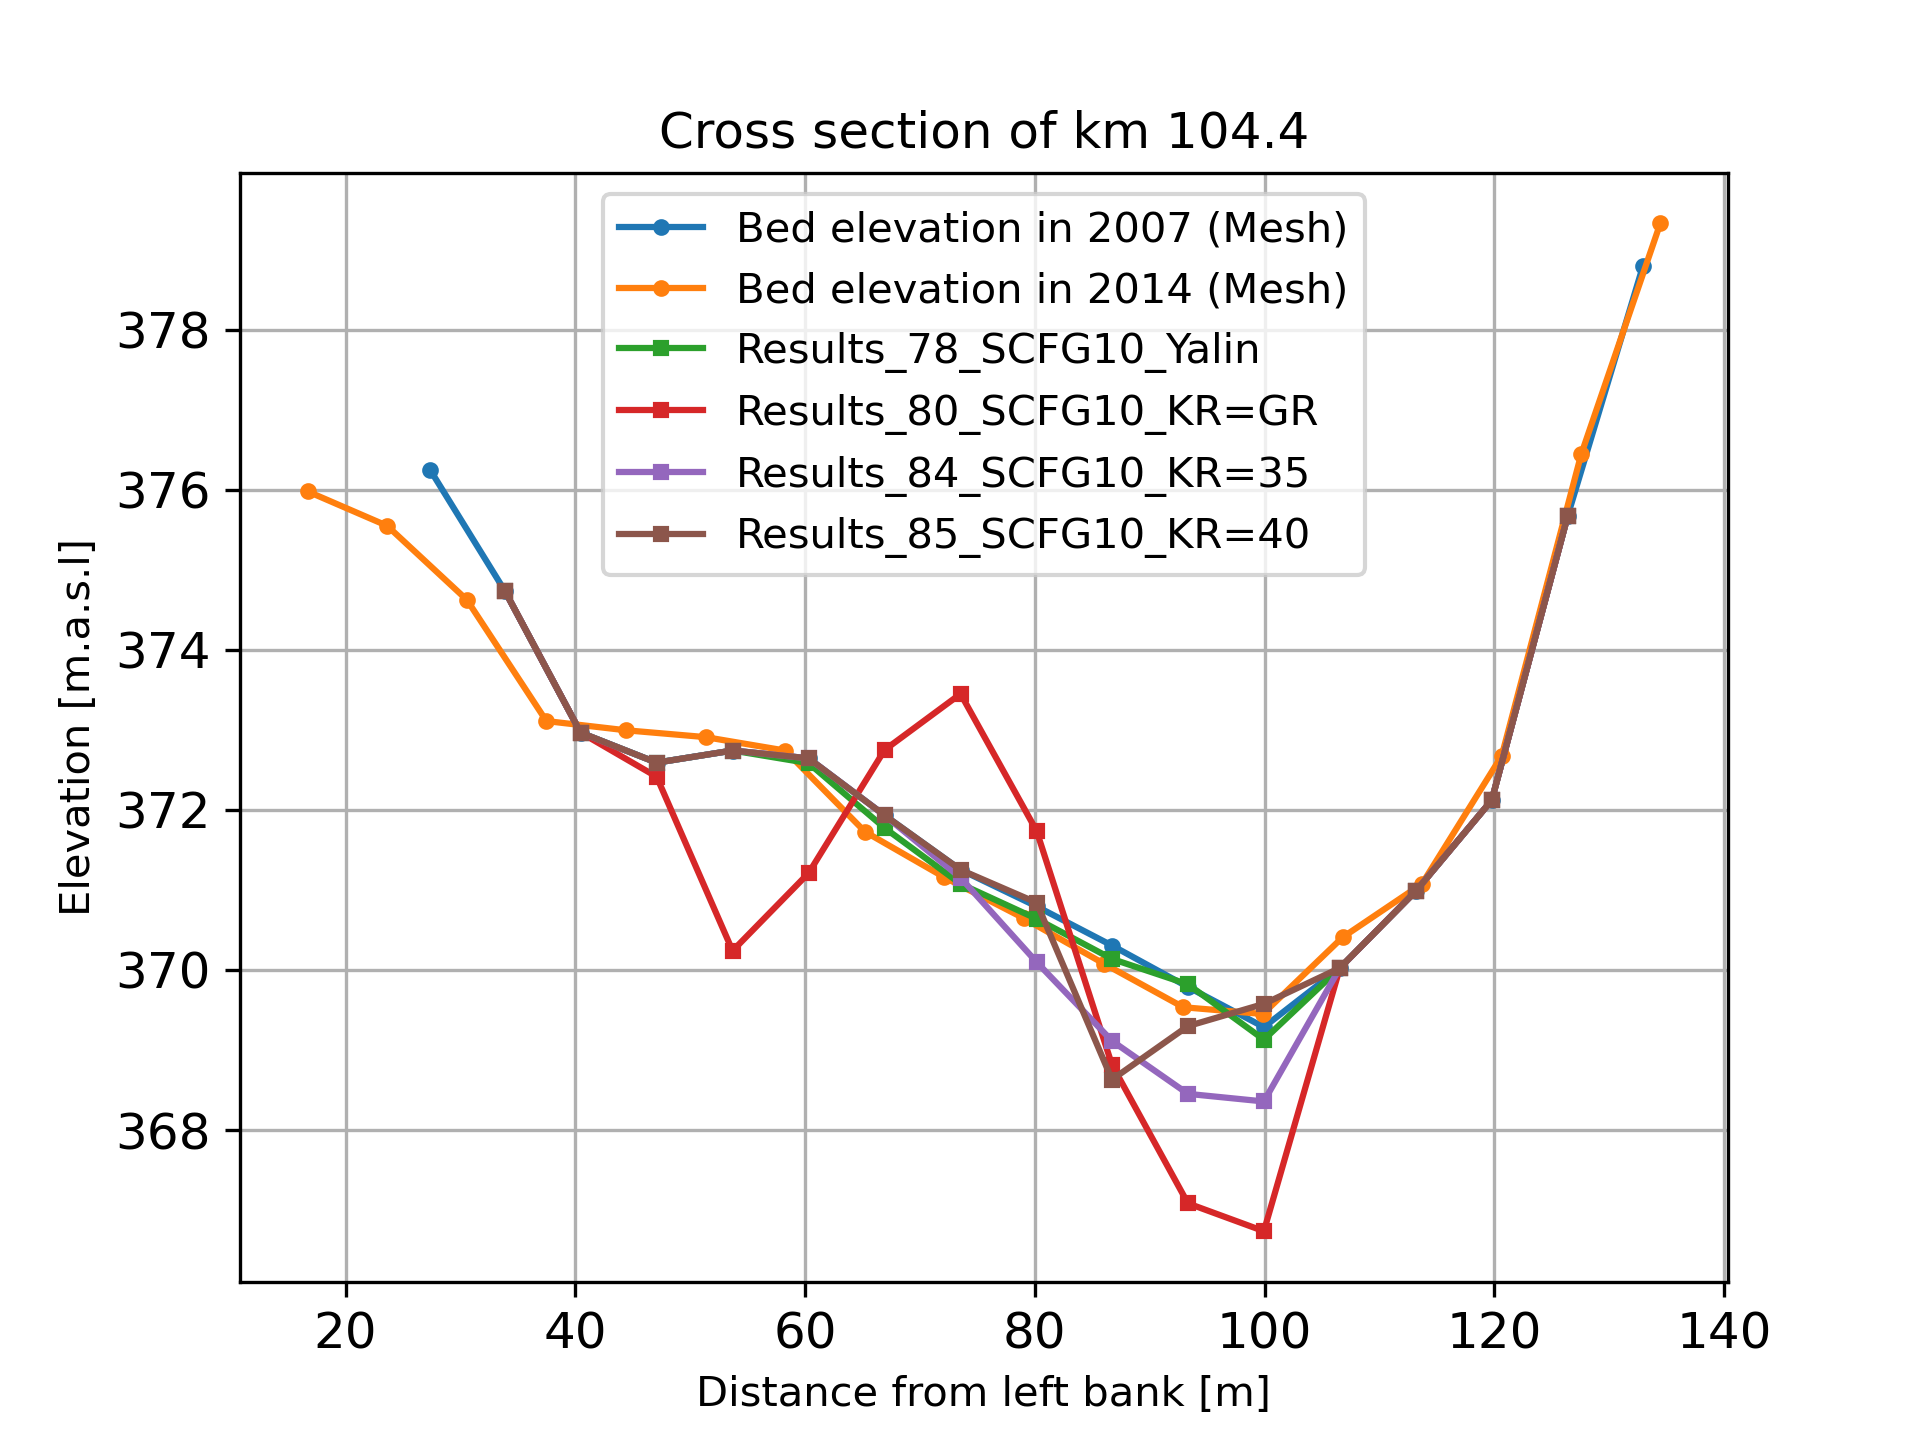 Cross section of km 104.4
Bed elevation in 2007 (Mesh)
Bed elevation in 2014 (Mesh)
Results_78_SCFG10_Yalin
Results_80_SCFG10_KR=GR
Results_84_SCFG10_KR=35
Results_85_SCFG10_KR=40
Elevation [m.a.s.l]
378
376
374
372
370
368
20 40 60 80 100 120 140
Distance from left bank [m]